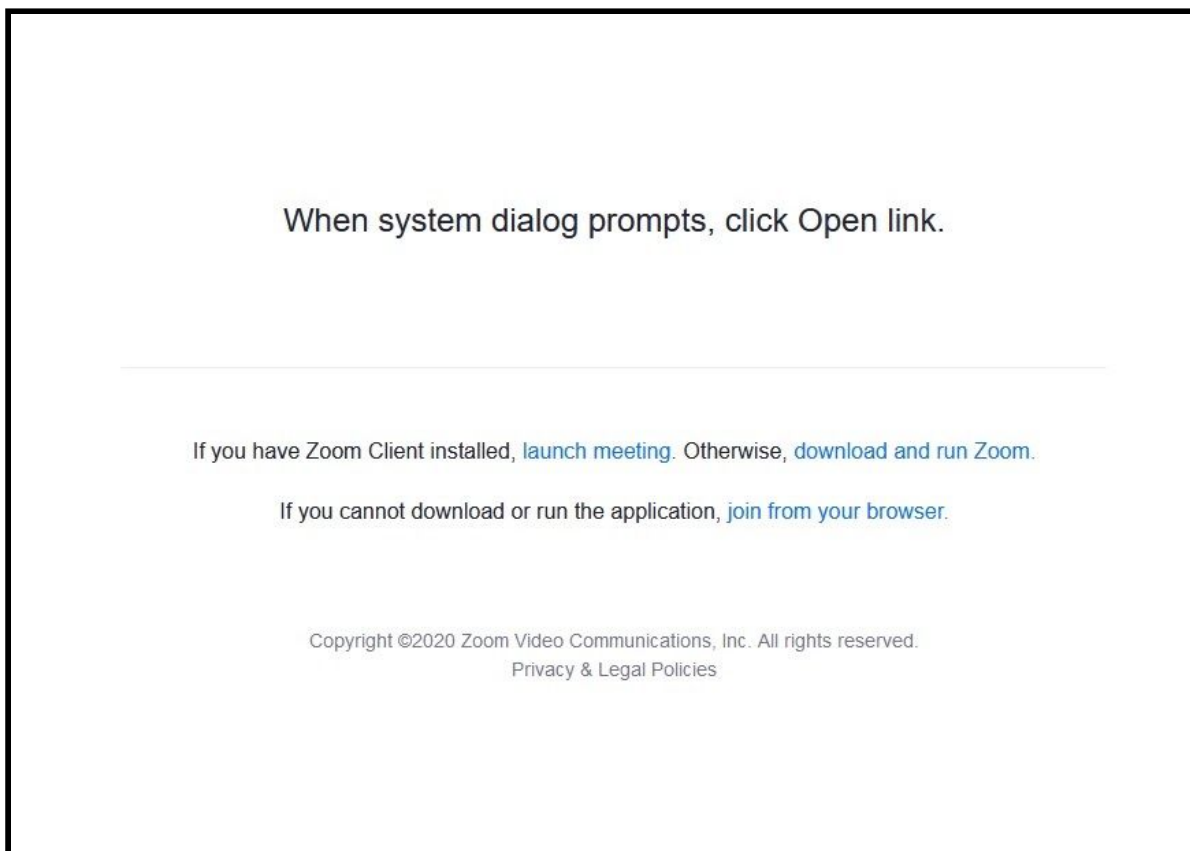 When system dialog prompts, click Open link.
If you have Zoom Client installed, launch meeting. Otherwise, download and run Zoom.
If you cannot download or run the application, join from your browser.
Copyright ©2020 Zoom Video Communications, Inc. All rights reserved.
Privacy & Legal Policies